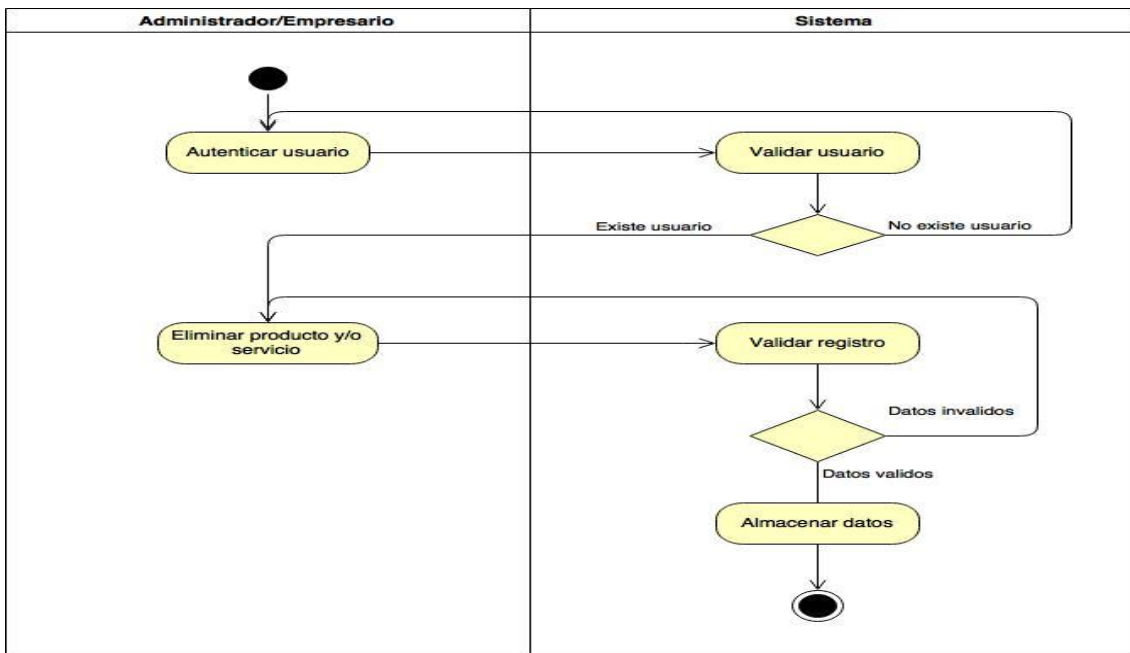 Administrador/Empresario
Sistema
Autenticar usuario
Validar usuario
Existe usuario
No existe usuario
Eliminar producto y/o
servicio
Validar registro
Datos invalidos
Datos validos
Almacenar datos